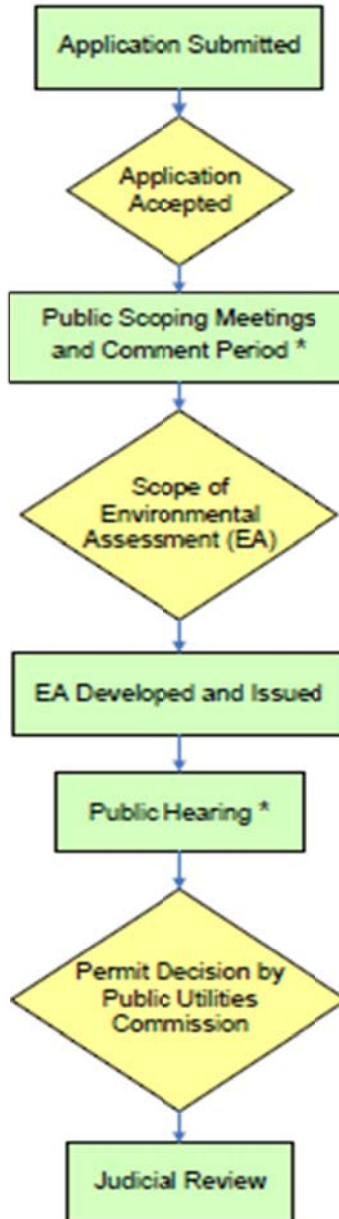 Application Submitted
Application
Accepted
Public Scoping Meetings
and Comment Period *
Scope of
Environmental
Assessment (EA)
EA Developed and Issued
Public Hearing *
Permit Decision by
Public Utilities
Commission
Judicial Review